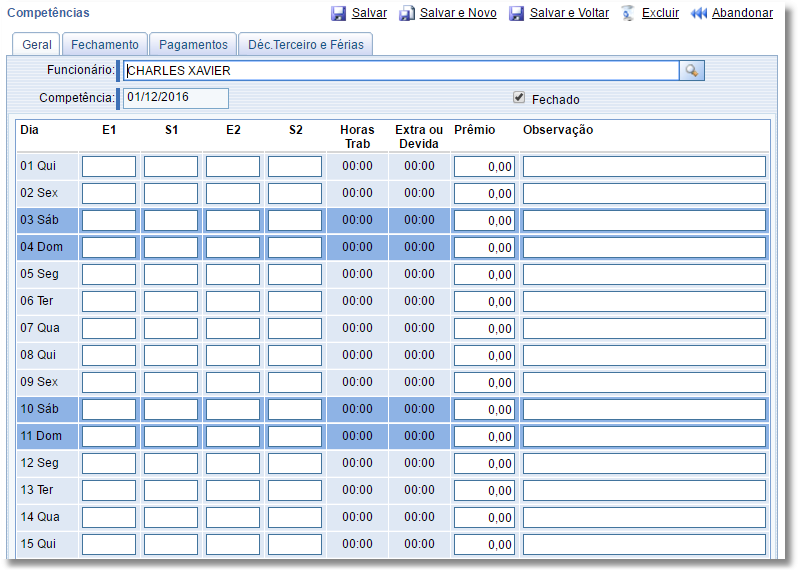 Competências Salvar Salvar e Novo Salvar e Voltar Excluir Abandonar
Geral Fechamento Pagamentos Déc.Terceiro e Férias
Funcionário: CHARLES XAVIER
Competência: 01/12/2016 Fechado
Dia E1 S1 E2 S2 Horas Trab Extra ou Devida Prêmio Observação
01 Qui 00:00 00:00 0,00
02 Sex 00:00 00:00 0,00
03 Sáb 00:00 00:00 0,00
04 Dom 00:00 00:00 0,00
05 Seg 00:00 00:00 0,00
06 Ter 00:00 00:00 0,00
07 Qua 00:00 00:00 0,00
08 Qui 00:00 00:00 0,00
09 Sex 00:00 00:00 0,00
10 Sáb 00:00 00:00 0,00
11 Dom 00:00 00:00 0,00
12 Seg 00:00 00:00 0,00
13 Ter 00:00 00:00 0,00
14 Qua 00:00 00:00 0,00
15 Qui 00:00 00:00 0,00